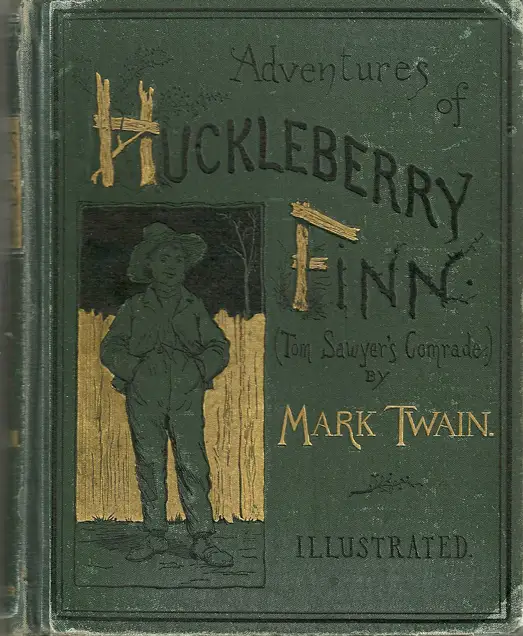 Adventures
of
HUCKLEBERRY
FINN.
(Tom Sawyer's Comrade.)
BY
MARK TWAIN.
ILLUSTRATED.